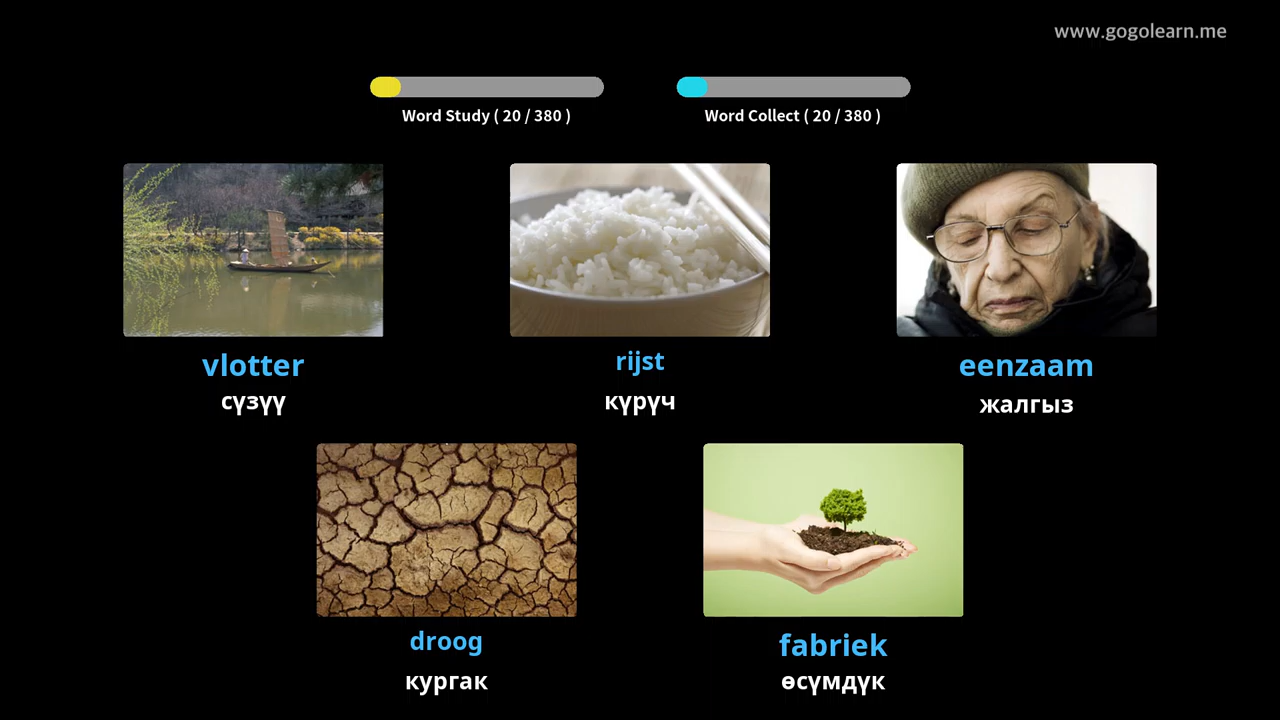 www.gogolearn.me
Word Study ( 20 / 380 )
Word Collect ( 20 / 380 )
vlotter
сүзүү
rijst
күрүч
eenzaam
жалгыз
droog
кургак
fabriek
өсүмдүк